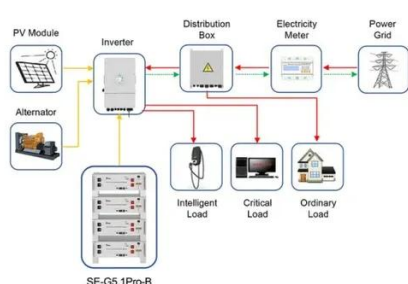 PV Module
Inverter
Distribution
Box
Electricity
Meter
Power
Grid
Alternator
Intelligent
Load
Critical
Load
Ordinary
Load
SE-G5.1Pro-B